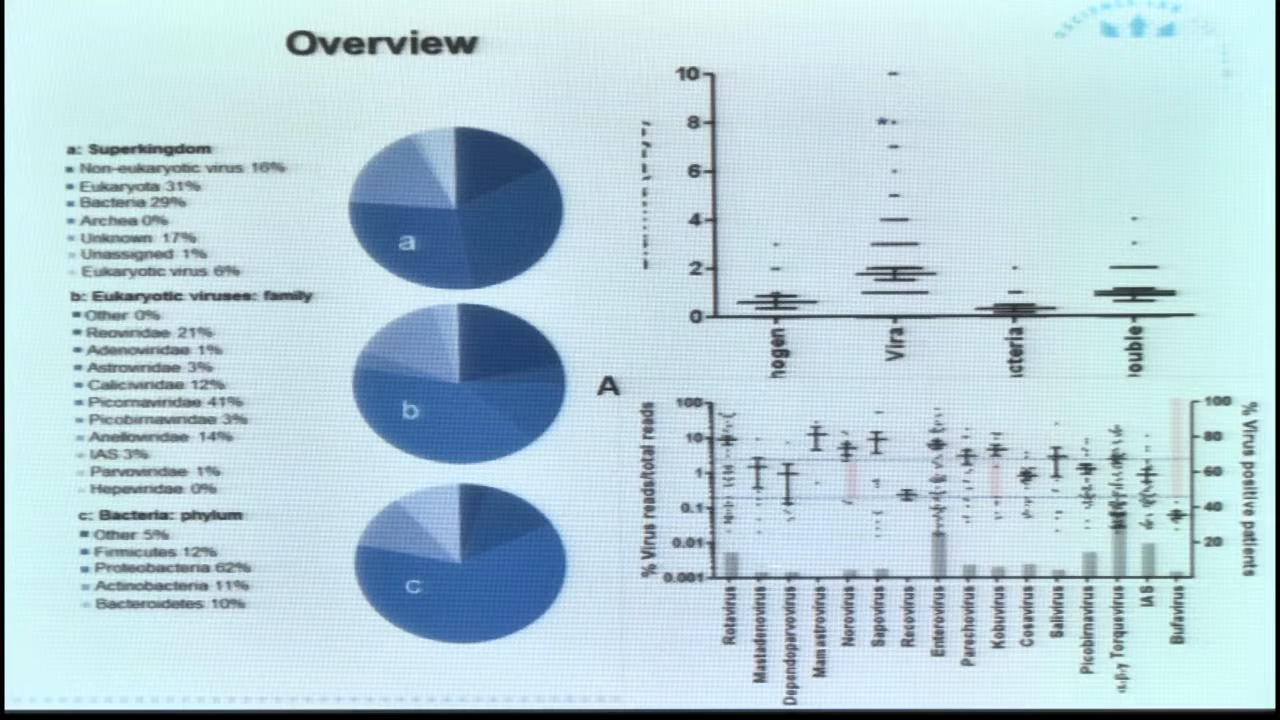 Overview
a: Superkingdom
Non-eukaryotic virus 16%
Eukaryota 31%
Bacteria 29%
Archea 0%
Unknown 17%
Unassigned 1%
Eukaryotic virus 6%
b: Eukaryotic viruses: family
Other 0%
Reoviridae 21%
Adenoviridae 1%
Astroviridae 3%
Caliciviridae 12%
Picornaviridae 41%
Picobirnaviridae 3%
Anelloviridae 14%
IAS 3%
Parvoviridae 1%
Hepeviridae 0%
c: Bacteria: phylum
Other 5%
Firmicutes 12%
Proteobacteria 62%
Actinobacteria 11%
Bacteroidetes 10%
a
b
c
10
8
*
6
4
2
0
hogen
Vira
cteria
ouble
A
% Virus reads/total reads
100
10
1
0.1
0.01
0.001
100
80
60
40
20
% Virus positive patients
Rotavirus
Mastadenovirus
Dependoparvovirus
Mamastrovirus
Norovirus
Sapovirus
Recovirus
Enterovirus
Parechovirus
Kobuvirus
Cosavirus
Salivirus
Picobirnavirus
α-β-γ Torquevirus
IAS
Bufavirus